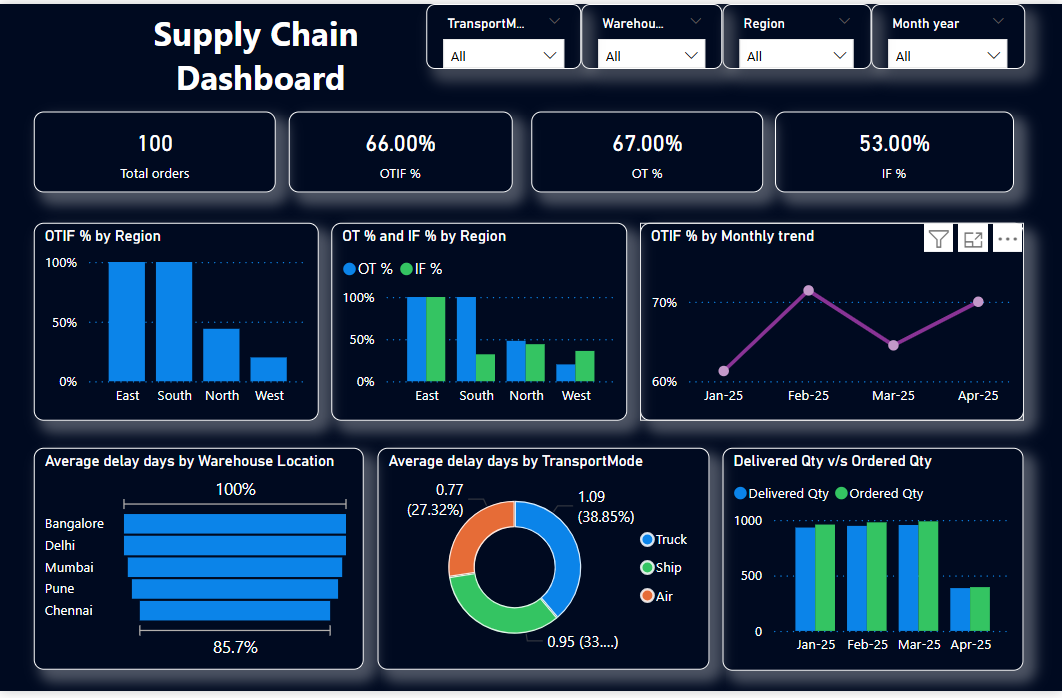 Supply Chain
Dashboard
TransportM...
Warehou...
Region
Month year
All
All
All
All
100
Total orders
66.00%
OTIF %
67.00%
OT %
53.00%
IF %
OTIF % by Region
100%
50%
0%
East South North West
OT % and IF % by Region
OT % IF %
100%
50%
0%
East South North West
OTIF % by Monthly trend
70%
60%
Jan-25 Feb-25 Mar-25 Apr-25
Average delay days by Warehouse Location
100%
Bangalore
Delhi
Mumbai
Pune
Chennai
85.7%
Average delay days by TransportMode
0.77
(27.32%)
1.09
(38.85%)
0.95 (33....)
Truck
Ship
Air
Delivered Qty v/s Ordered Qty
Delivered Qty Ordered Qty
1000
500
0
Jan-25 Feb-25 Mar-25 Apr-25